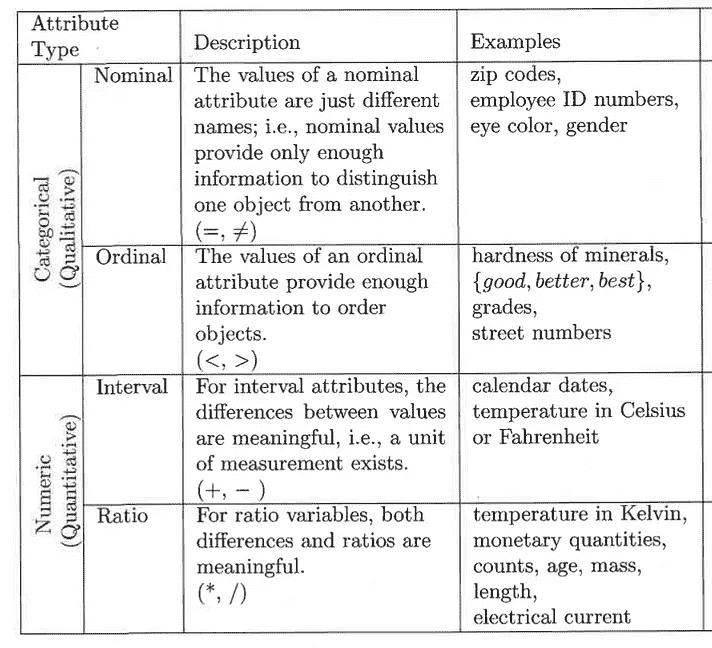 Attribute
Type
Description
Examples
Categorical
(Qualitative)
Nominal
The values of a nominal
attribute are just different
names; i.e., nominal values
provide only enough
information to distinguish
one object from another.
(=, ≠)
zip codes,
employee ID numbers,
eye color, gender
Ordinal
The values of an ordinal
attribute provide enough
information to order
objects.
(<, >)
hardness of minerals,
{good, better, best},
grades,
street numbers
Numeric
(Quantitative)
Interval
For interval attributes, the
differences between values
are meaningful, i.e., a unit
of measurement exists.
(+, − )
calendar dates,
temperature in Celsius
or Fahrenheit
Ratio
For ratio variables, both
differences and ratios are
meaningful.
(*, /)
temperature in Kelvin,
monetary quantities,
counts, age, mass,
length,
electrical current